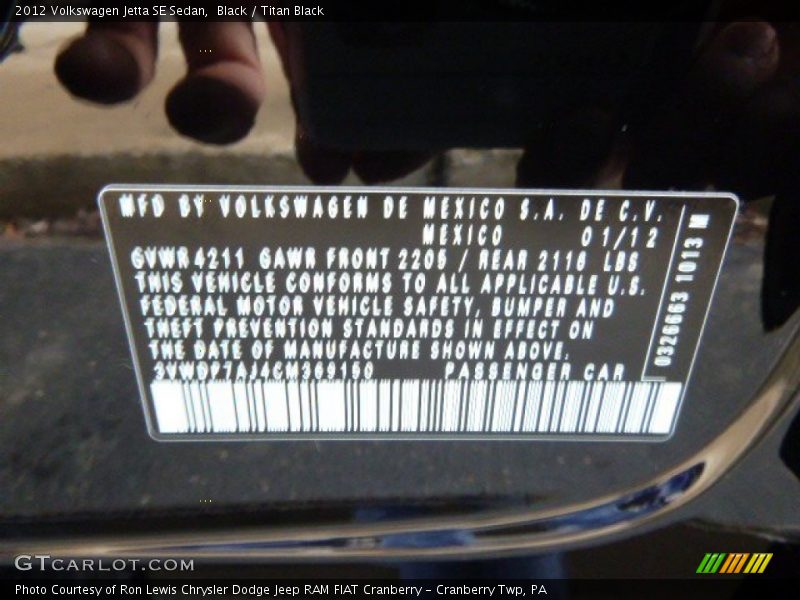 2012 Volkswagen Jetta SE Sedan, Black / Titan Black
MFD BY VOLKSWAGEN DE MEXICO S.A. DE C.V.
MEXICO 01/12
GVWR 4211 GAWR FRONT 2205 / REAR 2116 LBS
THIS VEHICLE CONFORMS TO ALL APPLICABLE U.S.
FEDERAL MOTOR VEHICLE SAFETY, BUMPER AND
THEFT PREVENTION STANDARDS IN EFFECT ON
THE DATE OF MANUFACTURE SHOWN ABOVE.
3VWDP7AJ4CM369150 PASSENGER CAR
0326663 1013 M
GTCARLOT.COM
Photo Courtesy of Ron Lewis Chrysler Dodge Jeep RAM FIAT Cranberry - Cranberry Twp, PA